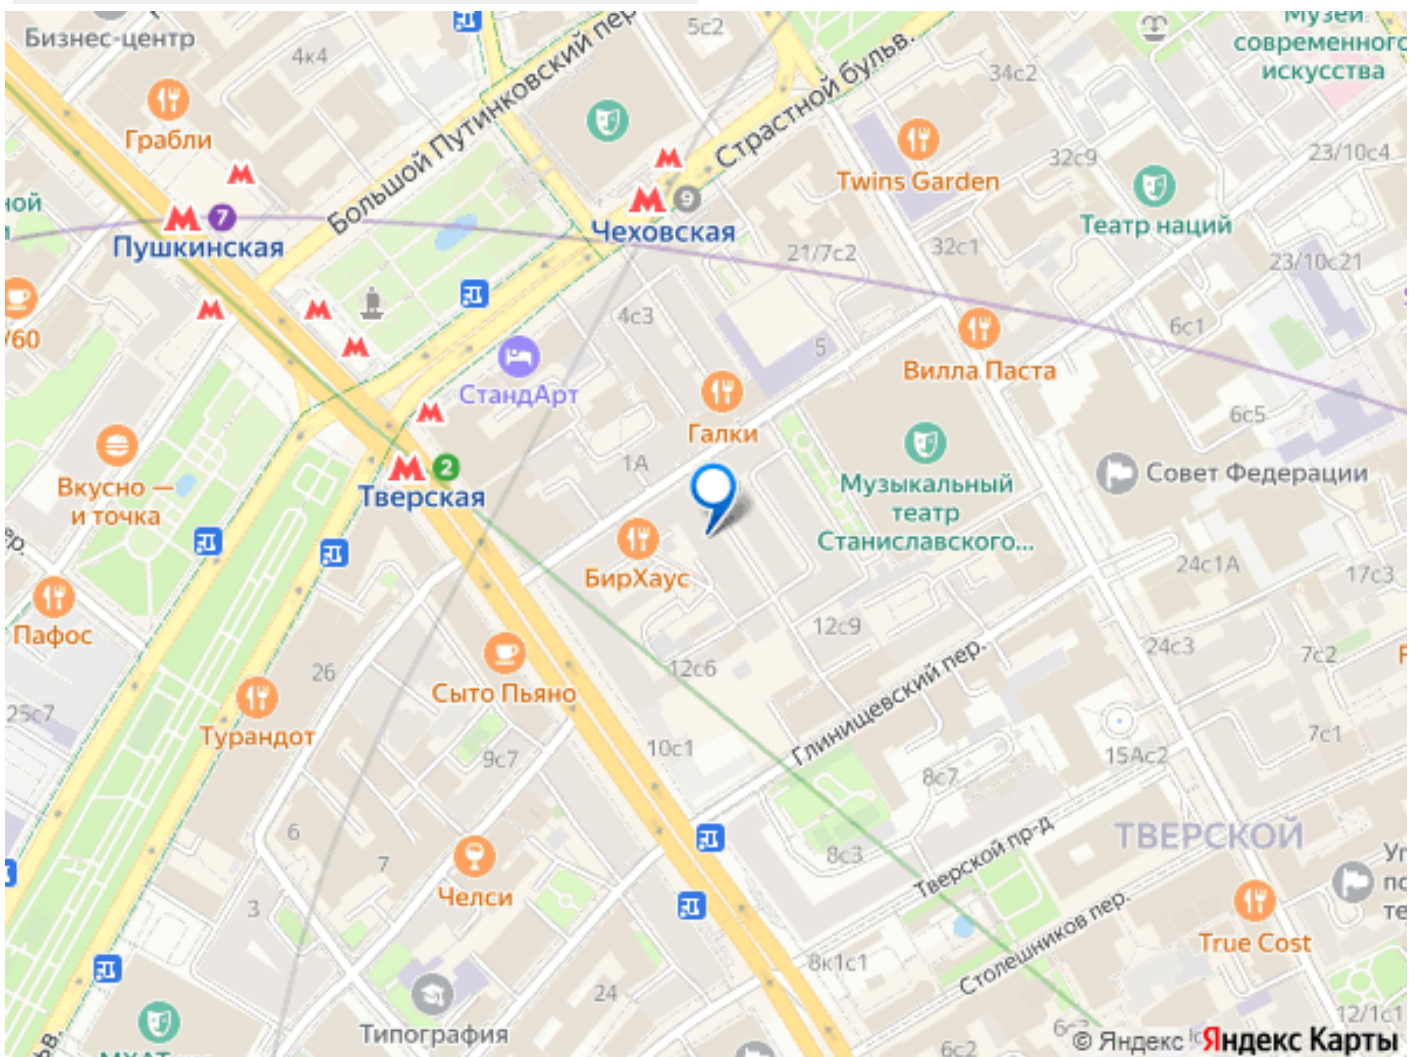 Бизнес-центр
4к4
5с2
Музей
современного
искусства
Грабли
Большой Путинковский пер.
Страстной бульв.
34с2
Twins Garden
32с9
23/10с4
Театр наций
7
Пушкинская
9
Чеховская
21/7с2
32с1
23/10с21
4с3
5
6с1
Вилла Паста
СтандАрт
Галки
6с5
1А
2
Тверская
Вкусно —
и точка
Музыкальный
театр
Станиславского...
Совет Федерации
БирХаус
24с1А
17с3
Пафос
12с9
24с3
7с2
26
12с6
Сыто Пьяно
Глинищевский пер.
25с7
Турандот
10с1
9с7
8с7
15Ас2
7с1
6
7
8с3
Тверской пр-д
ТВЕРСКОЙ
Челси
3
Столешников пер.
True Cost
8к1с1
24
Типография
12/1с1
6с2
© Яндекс
Яндекс Карты